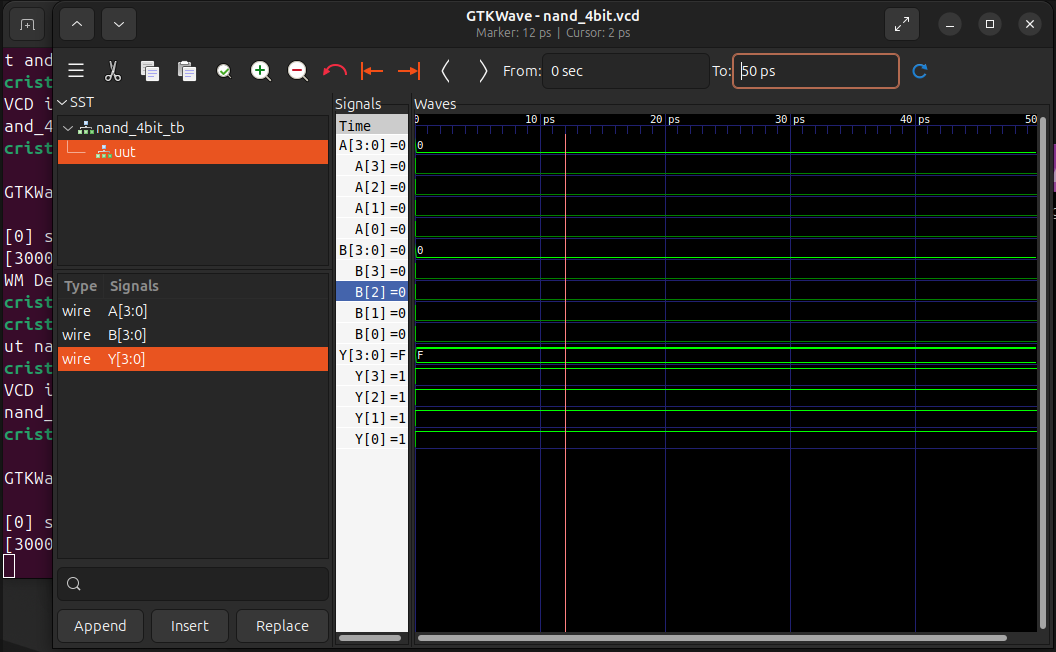 GTKWave - nand_4bit.vcd
Marker: 12 ps | Cursor: 2 ps
From: 0 sec To: 50 ps
t and
crist
VCD i
and_4
crist
GTKWa
[0] s
[3000
WM De
crist
crist
ut na
crist
VCD i
nand_
crist
GTKWa
[0] s
[3000
SST
nand_4bit_tb
uut
Type Signals
wire A[3:0]
wire B[3:0]
wire Y[3:0]
Append Insert Replace
Signals
Time
A[3:0] =0
A[3] =0
A[2] =0
A[1] =0
A[0] =0
B[3:0] =0
B[3] =0
B[2] =0
B[1] =0
B[0] =0
Y[3:0] =F
Y[3] =1
Y[2] =1
Y[1] =1
Y[0] =1
Waves
0 10 ps 20 ps 30 ps 40 ps 50
0
0
F